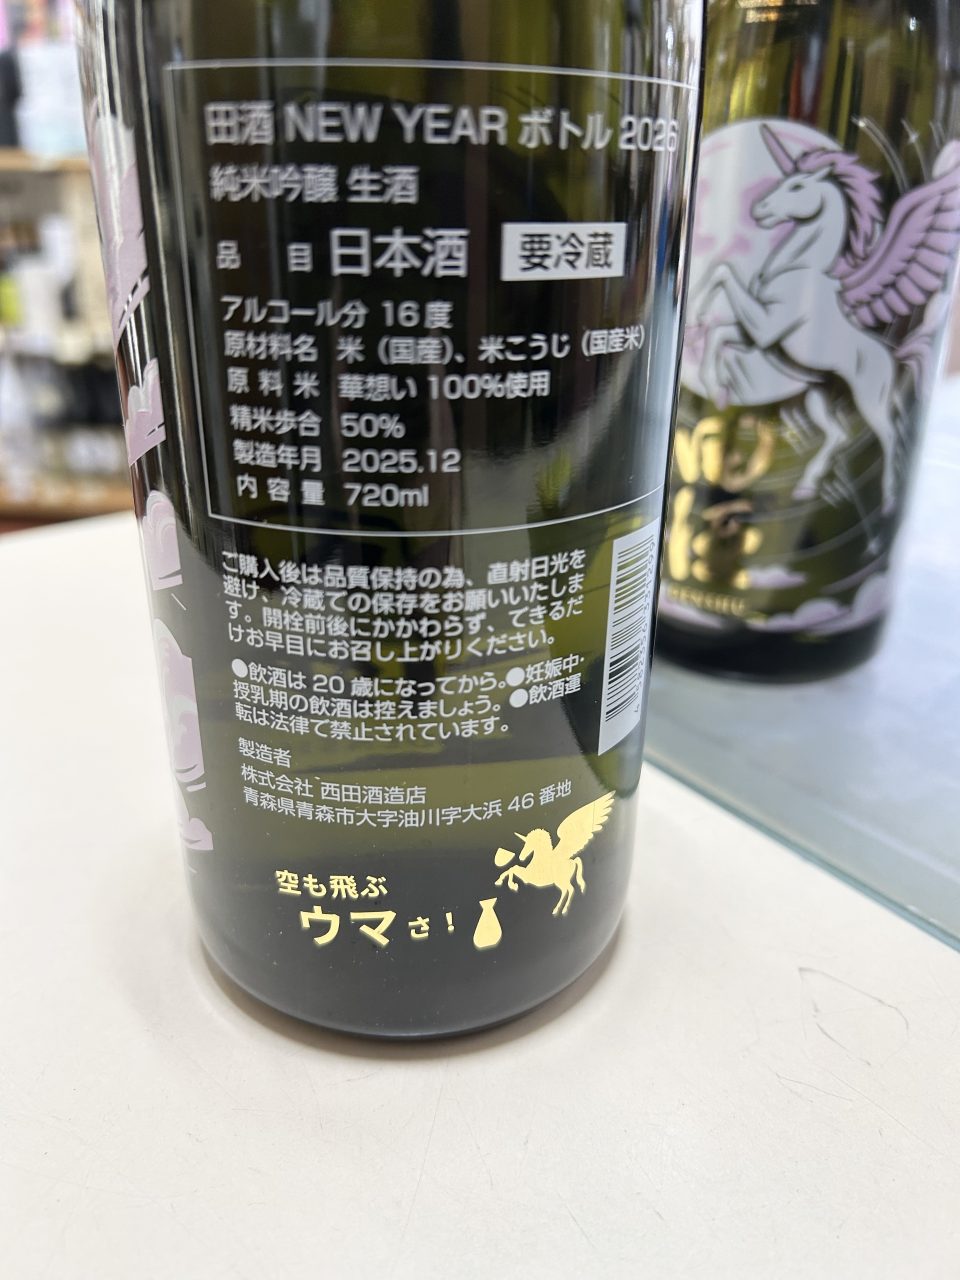 田酒 NEW YEAR ボトル 2026
純米吟醸 生酒
品 目 日本酒 要冷蔵
アルコール分 16度
原材料名 米（国産）、米こうじ（国産米）
原料米 華想い 100%使用
精米歩合 50%
製造年月 2025.12
内容量 720ml
ご購入後は品質保持の為、直射日光を
避け、冷蔵での保存をお願いいたしま
す。開栓前後にかかわらず、できるだ
けお早目にお召し上がりください。
●飲酒は20歳になってから。●妊娠中・
授乳期の飲酒は控えましょう。●飲酒運
転は法律で禁止されています。
製造者
株式会社 西田酒造店
青森県青森市大字油川字大浜46番地
空も飛ぶ
ウマさ!
田酒